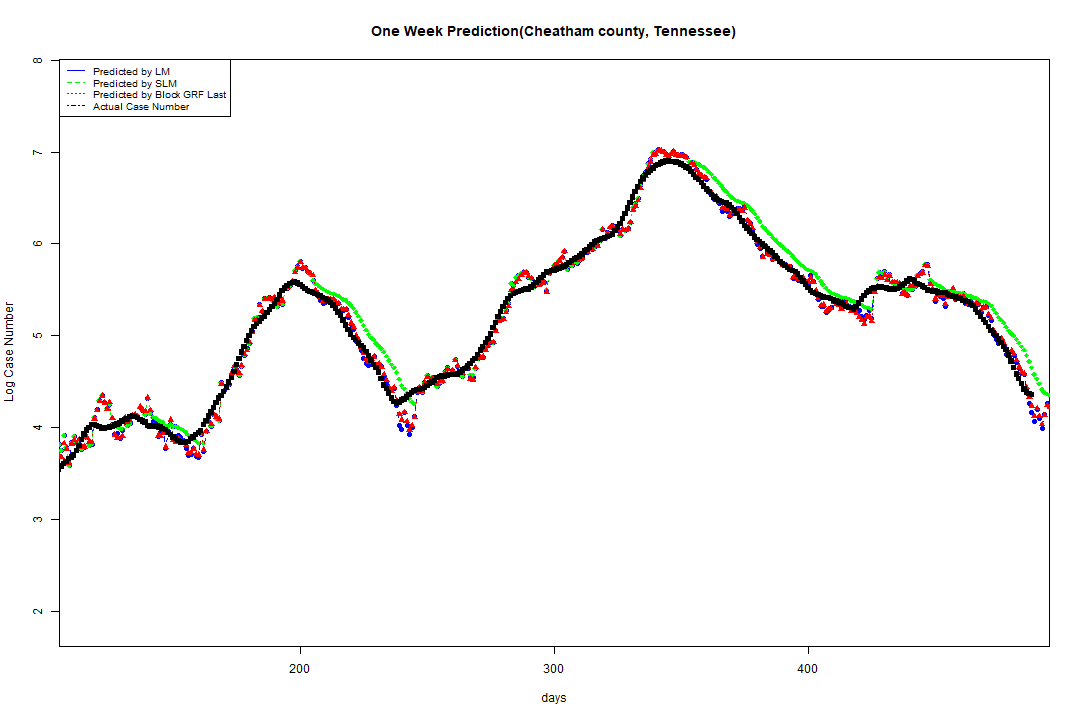 One Week Prediction(Cheatham county, Tennessee)
Predicted by LM
Predicted by SLM
Predicted by Block GRF Last
Actual Case Number
8
7
6
5
4
3
2
Log Case Number
200 300 400
days